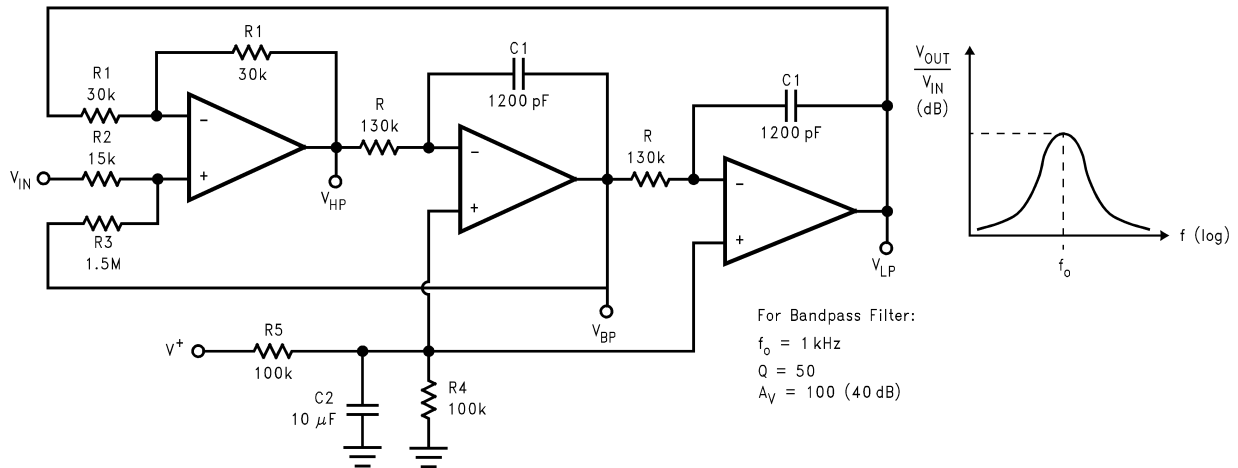 R1
30k
R1
30k
R2
15k
V_IN
R3
1.5M
−
+
V_HP
R
130k
C1
1200 pF
−
+
V_BP
R
130k
C1
1200 pF
−
+
V_LP
V+
R5
100k
C2
10 μF
R4
100k
V_OUT
V_IN
(dB)
f (log)
f_o
For Bandpass Filter:
f_o = 1 kHz
Q = 50
A_V = 100 (40 dB)